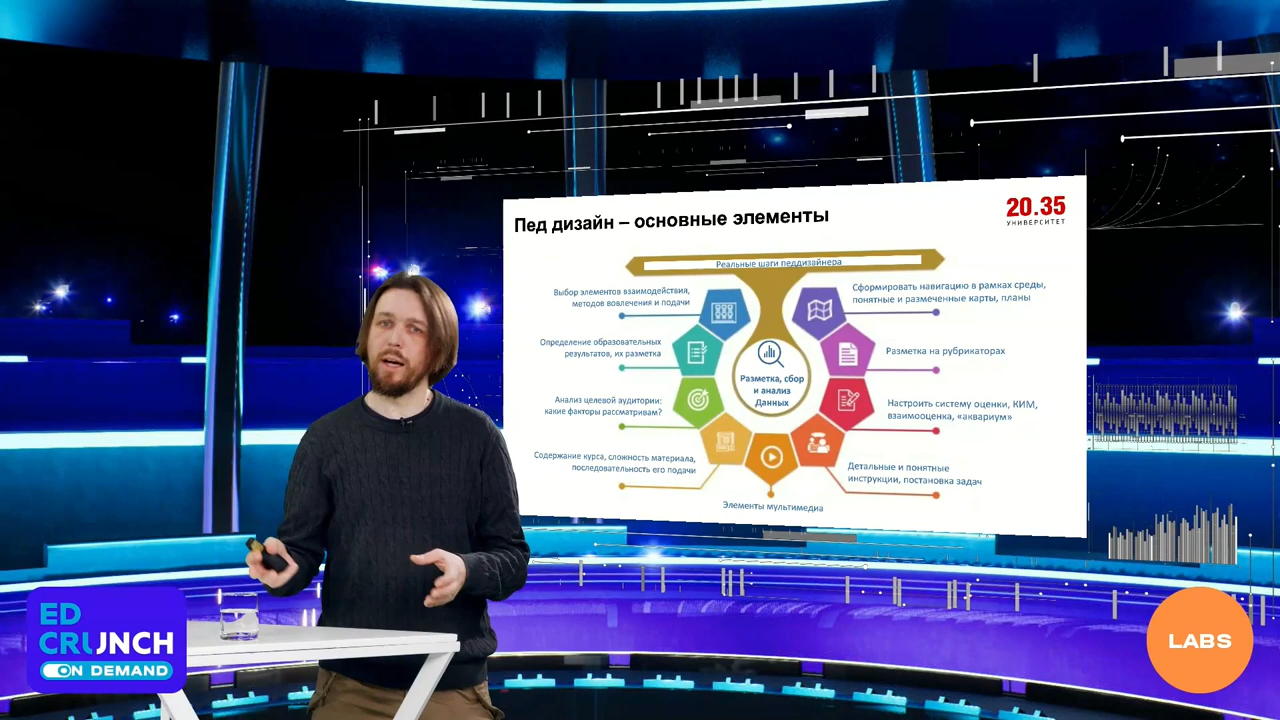 Пед дизайн – основные элементы
20.35
УНИВЕРСИТЕТ
Реальные шаги педдизайнера
Выбор элементов взаимодействия,
методов вовлечения и подачи
Определение образовательных
результатов, их разметка
Анализ целевой аудитории:
какие факторы рассматривам?
Содержание курса, сложность материала,
последовательность его подачи
Элементы мультимедиа
Разметка, сбор
и анализ
Данных
Сформировать навигацию в рамках среды,
понятные и размеченные карты, планы
Разметка на рубрикаторах
Настроить систему оценки, КИМ,
взаимооценка, «аквариум»
Детальные и понятные
инструкции, постановка задач
ED
CRUNCH
ON DEMAND
LABS